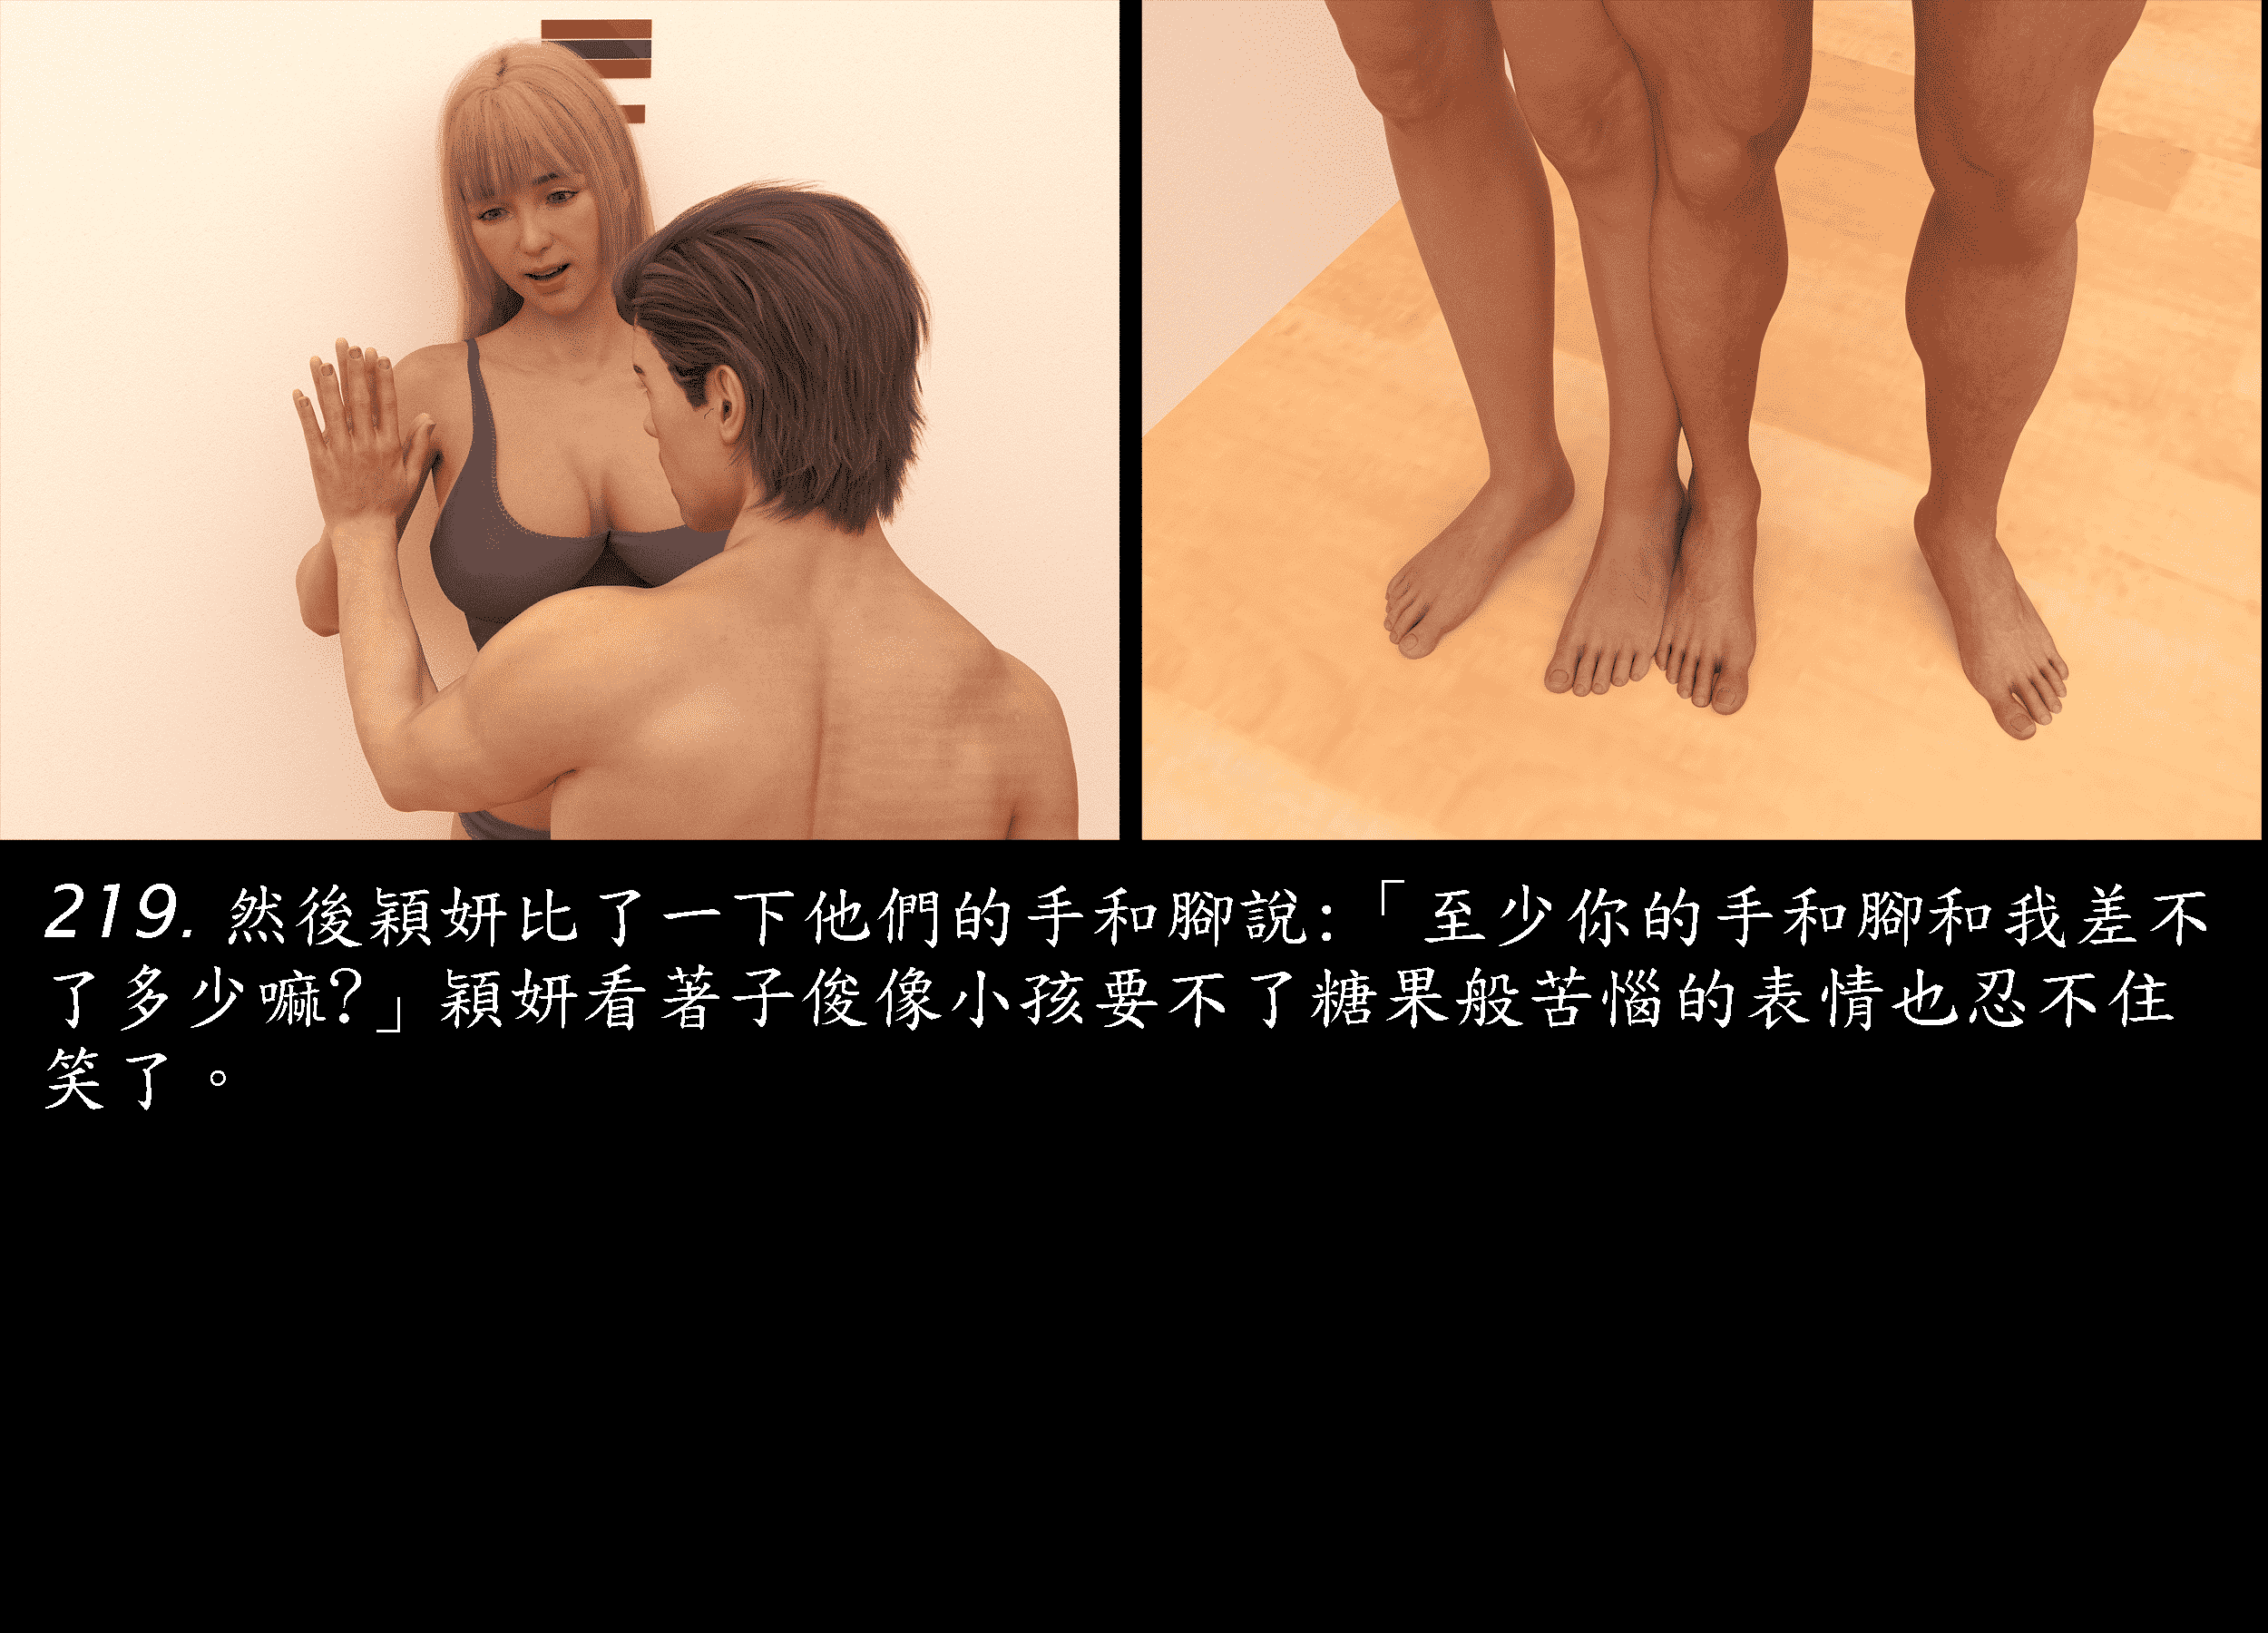 219. 然後穎妍比了一下他們的手和腳說:「至少你的手和腳和我差不
了多少嘛?」穎妍看著子俊像小孩要不了糖果般苦惱的表情也忍不住
笑了。